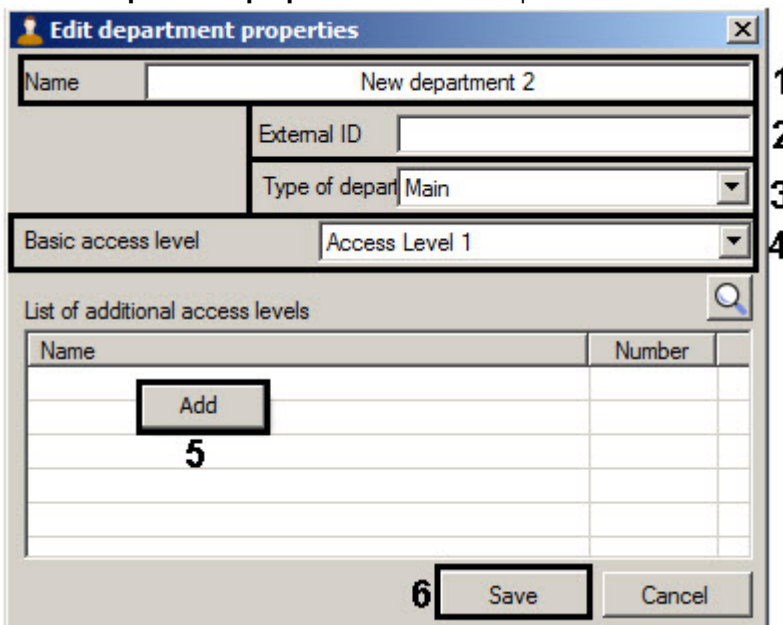 Edit department properties
Name New department 2 1
External ID 2
Type of depart Main 3
Basic access level Access Level 1 4
List of additional access levels
Name Number
Add
5
6 Save Cancel